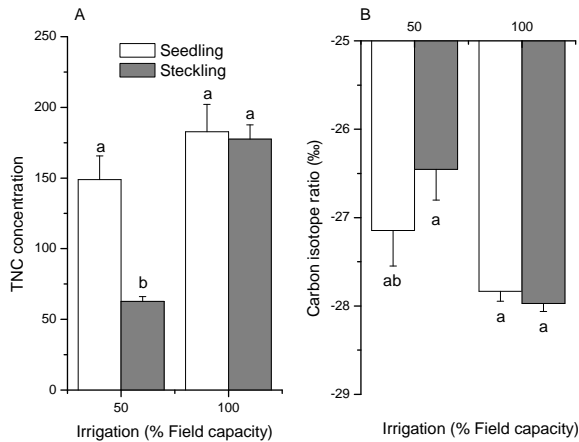 A
250
200
150
100
50
0
TNC concentration
Seedling
Steckling
a
b
a
a
50
100
Irrigation (% Field capacity)
B
50
100
-25
-26
-27
-28
-29
Carbon isotope ratio (‰)
ab
a
a
a
Irrigation (% Field capacity)